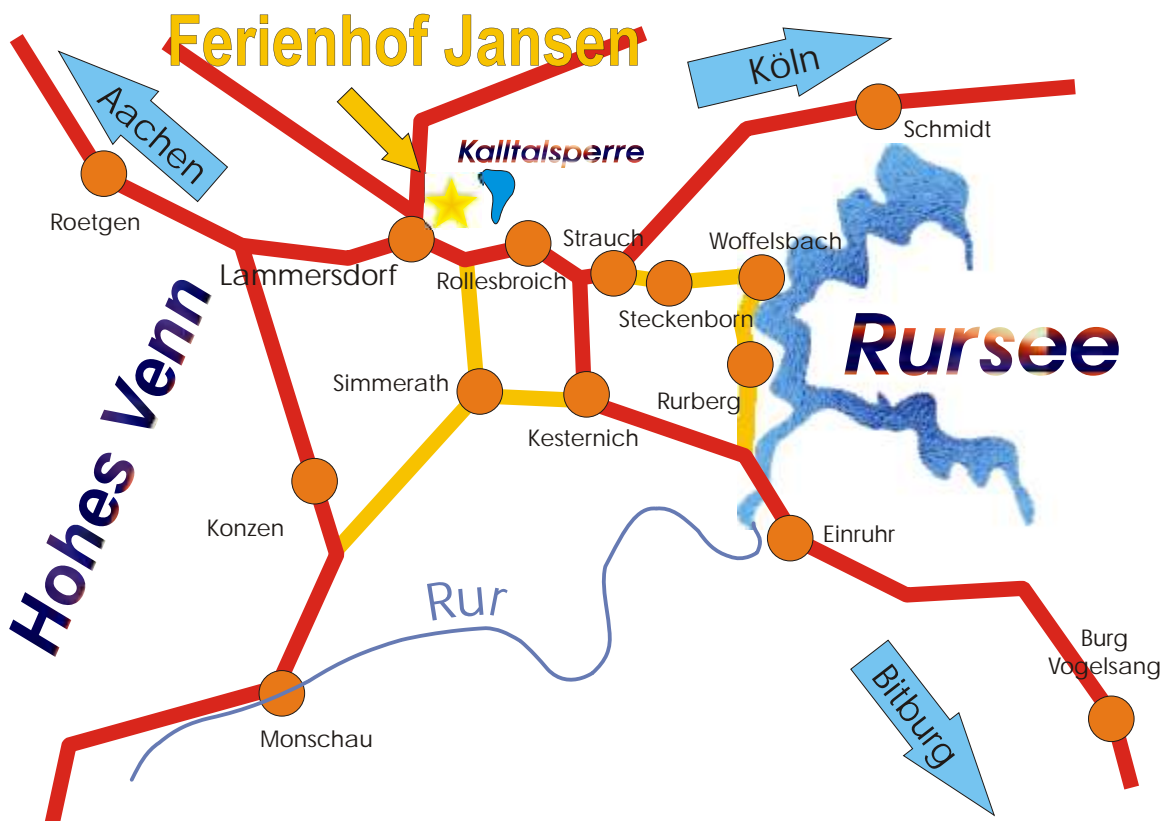 Ferienhof Jansen
Köln
Aachen
Schmidt
Kalltalsperre
Roetgen
Strauch
Woffelsbach
Lammersdorf
Rollesbroich
Steckenborn
Rursee
Hohes Venn
Simmerath
Rurberg
Kesternich
Konzen
Einruhr
Rur
Burg
Vogelsang
Bitburg
Monschau